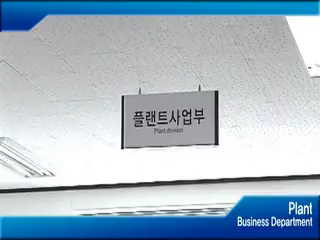 플랜트사업부
Plant division
Plant
Business Department